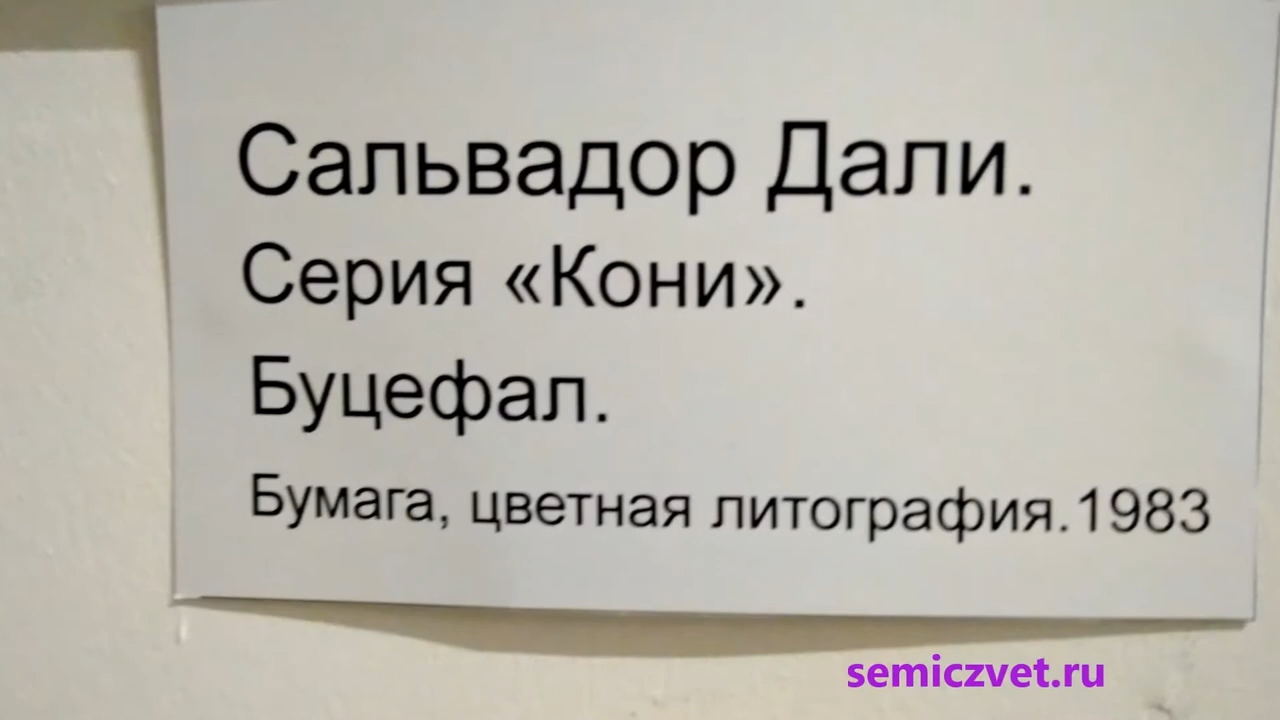 Сальвадор Дали.
Серия «Кони».
Буцефал.
Бумага, цветная литография.1983
semiczvet.ru